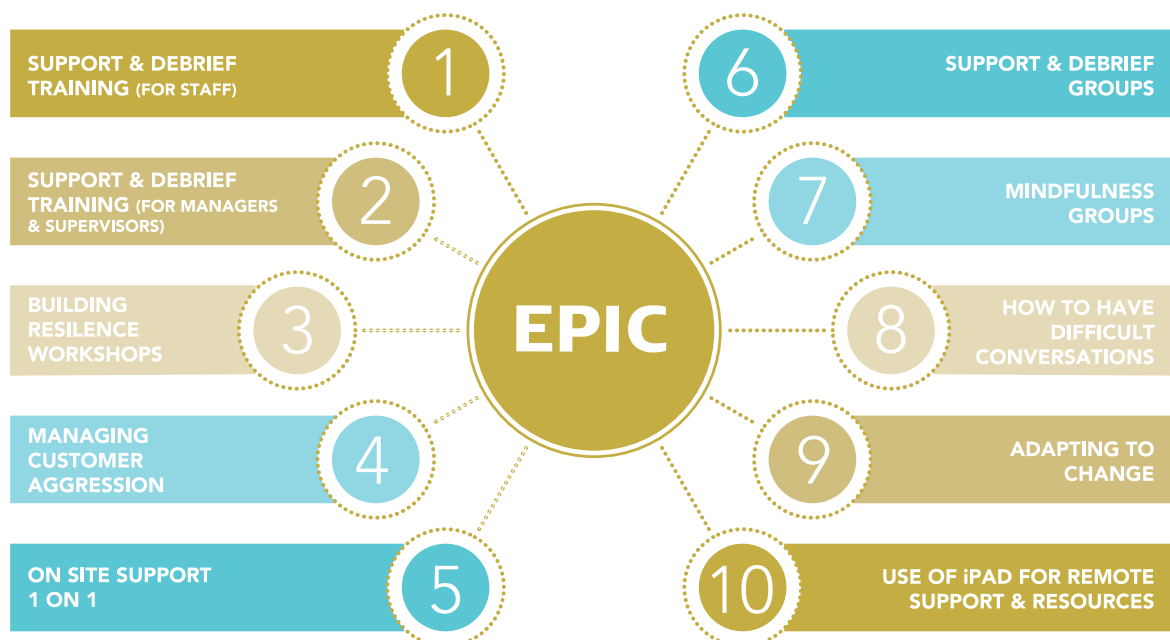 1
SUPPORT & DEBRIEF
TRAINING (FOR STAFF)
2
SUPPORT & DEBRIEF
TRAINING (FOR MANAGERS
& SUPERVISORS)
3
BUILDING
RESILENCE
WORKSHOPS
4
MANAGING
CUSTOMER
AGGRESSION
5
ON SITE SUPPORT
1 ON 1
EPIC
6
SUPPORT & DEBRIEF
GROUPS
7
MINDFULNESS
GROUPS
8
HOW TO HAVE
DIFFICULT
CONVERSATIONS
9
ADAPTING TO
CHANGE
10
USE OF iPAD FOR REMOTE
SUPPORT & RESOURCES